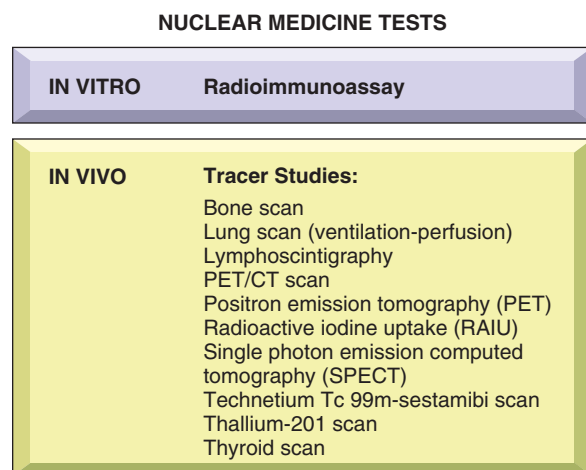 NUCLEAR MEDICINE TESTS
IN VITRO Radioimmunoassay
IN VIVO Tracer Studies:
Bone scan
Lung scan (ventilation-perfusion)
Lymphoscintigraphy
PET/CT scan
Positron emission tomography (PET)
Radioactive iodine uptake (RAIU)
Single photon emission computed
tomography (SPECT)
Technetium Tc 99m-sestamibi scan
Thallium-201 scan
Thyroid scan